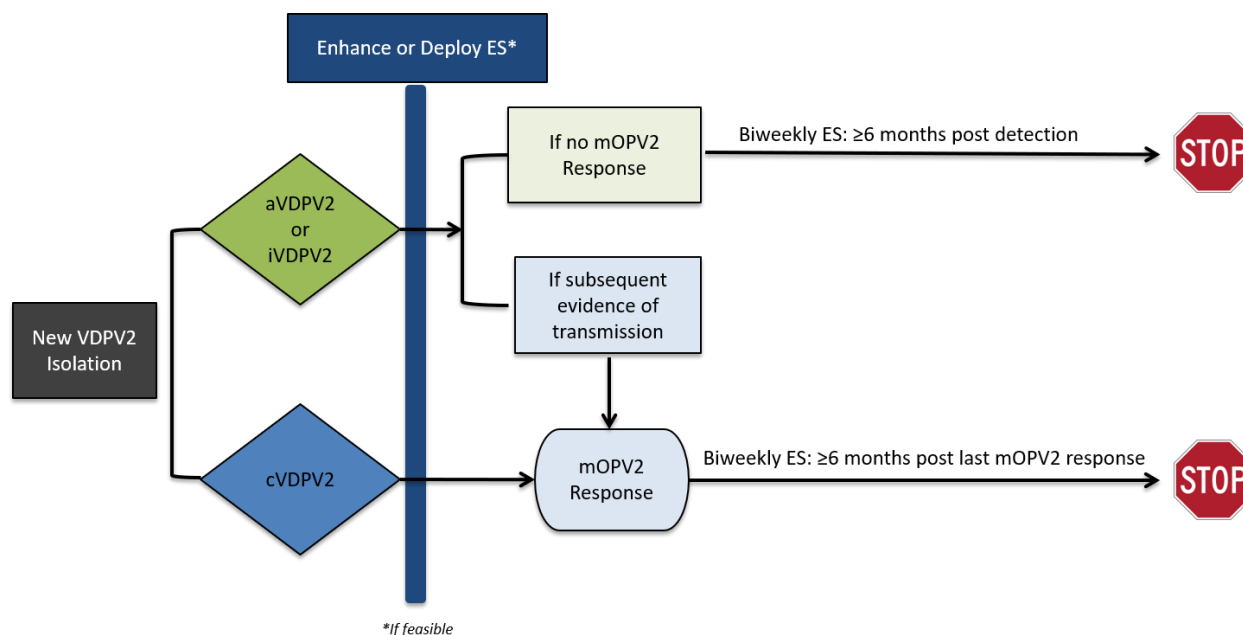 Enhance or Deploy ES*
If no mOPV2
Response
Biweekly ES: ≥6 months post detection
STOP
aVDPV2
or
iVDPV2
If subsequent
evidence of
transmission
New VDPV2
Isolation
cVDPV2
mOPV2
Response
Biweekly ES: ≥6 months post last mOPV2 response
STOP
*If feasible